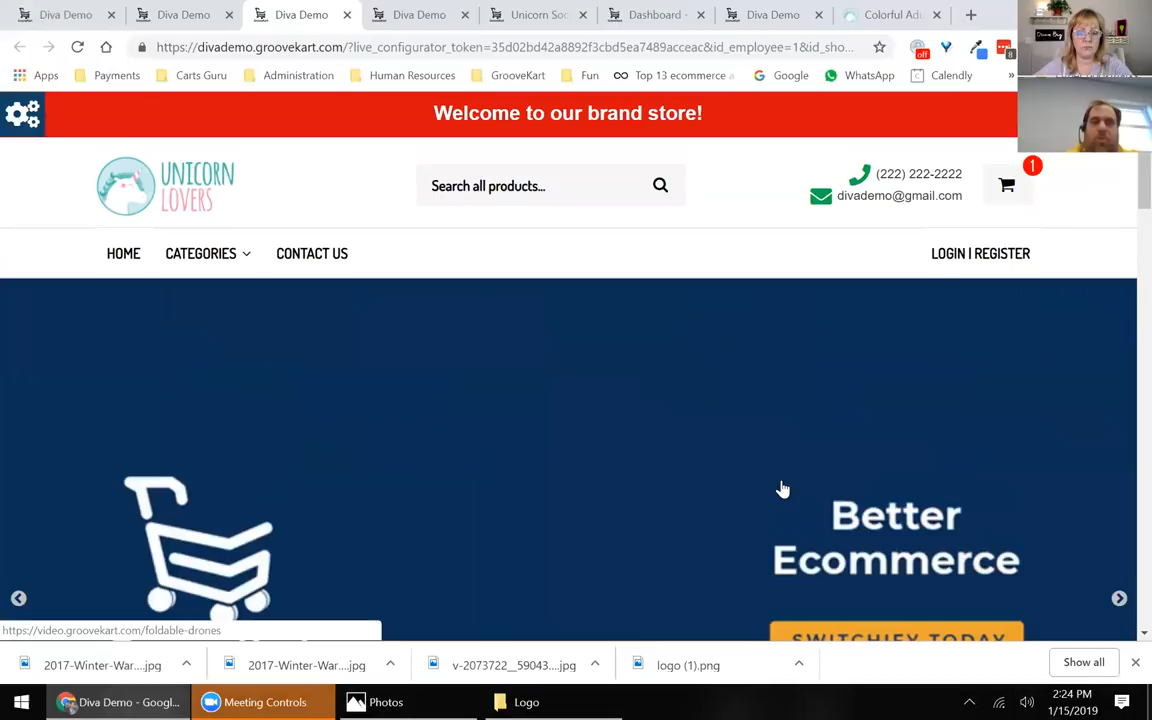 Diva Demo
Diva Demo
Diva Demo
Diva Demo
Unicorn Soc
Dashboard -
Diva Demo
Colorful Adu
https://divademo.groovekart.com/?live_configurator_token=35d02bd42a8892f3cbd5ea7489acceac&id_employee=1&id_sho...
off
8
Apps
Payments
Carts Guru
Administration
Human Resources
GrooveKart
Fun
Top 13 ecommerce a
Google
WhatsApp
Calendly
»
Welcome to our brand store!
UNICORN
LOVERS
Search all products...
(222) 222-2222
divademo@gmail.com
1
HOME
CATEGORIES
CONTACT US
LOGIN | REGISTER
Better
Ecommerce
SWITCHIFY TODAY
https://video.groovekart.com/foldable-drones
2017-Winter-War....jpg
2017-Winter-War....jpg
v-2073722__59043....jpg
logo (1).png
Show all
Diva Demo - Googl...
Meeting Controls
Photos
Logo
2:24 PM
1/15/2019